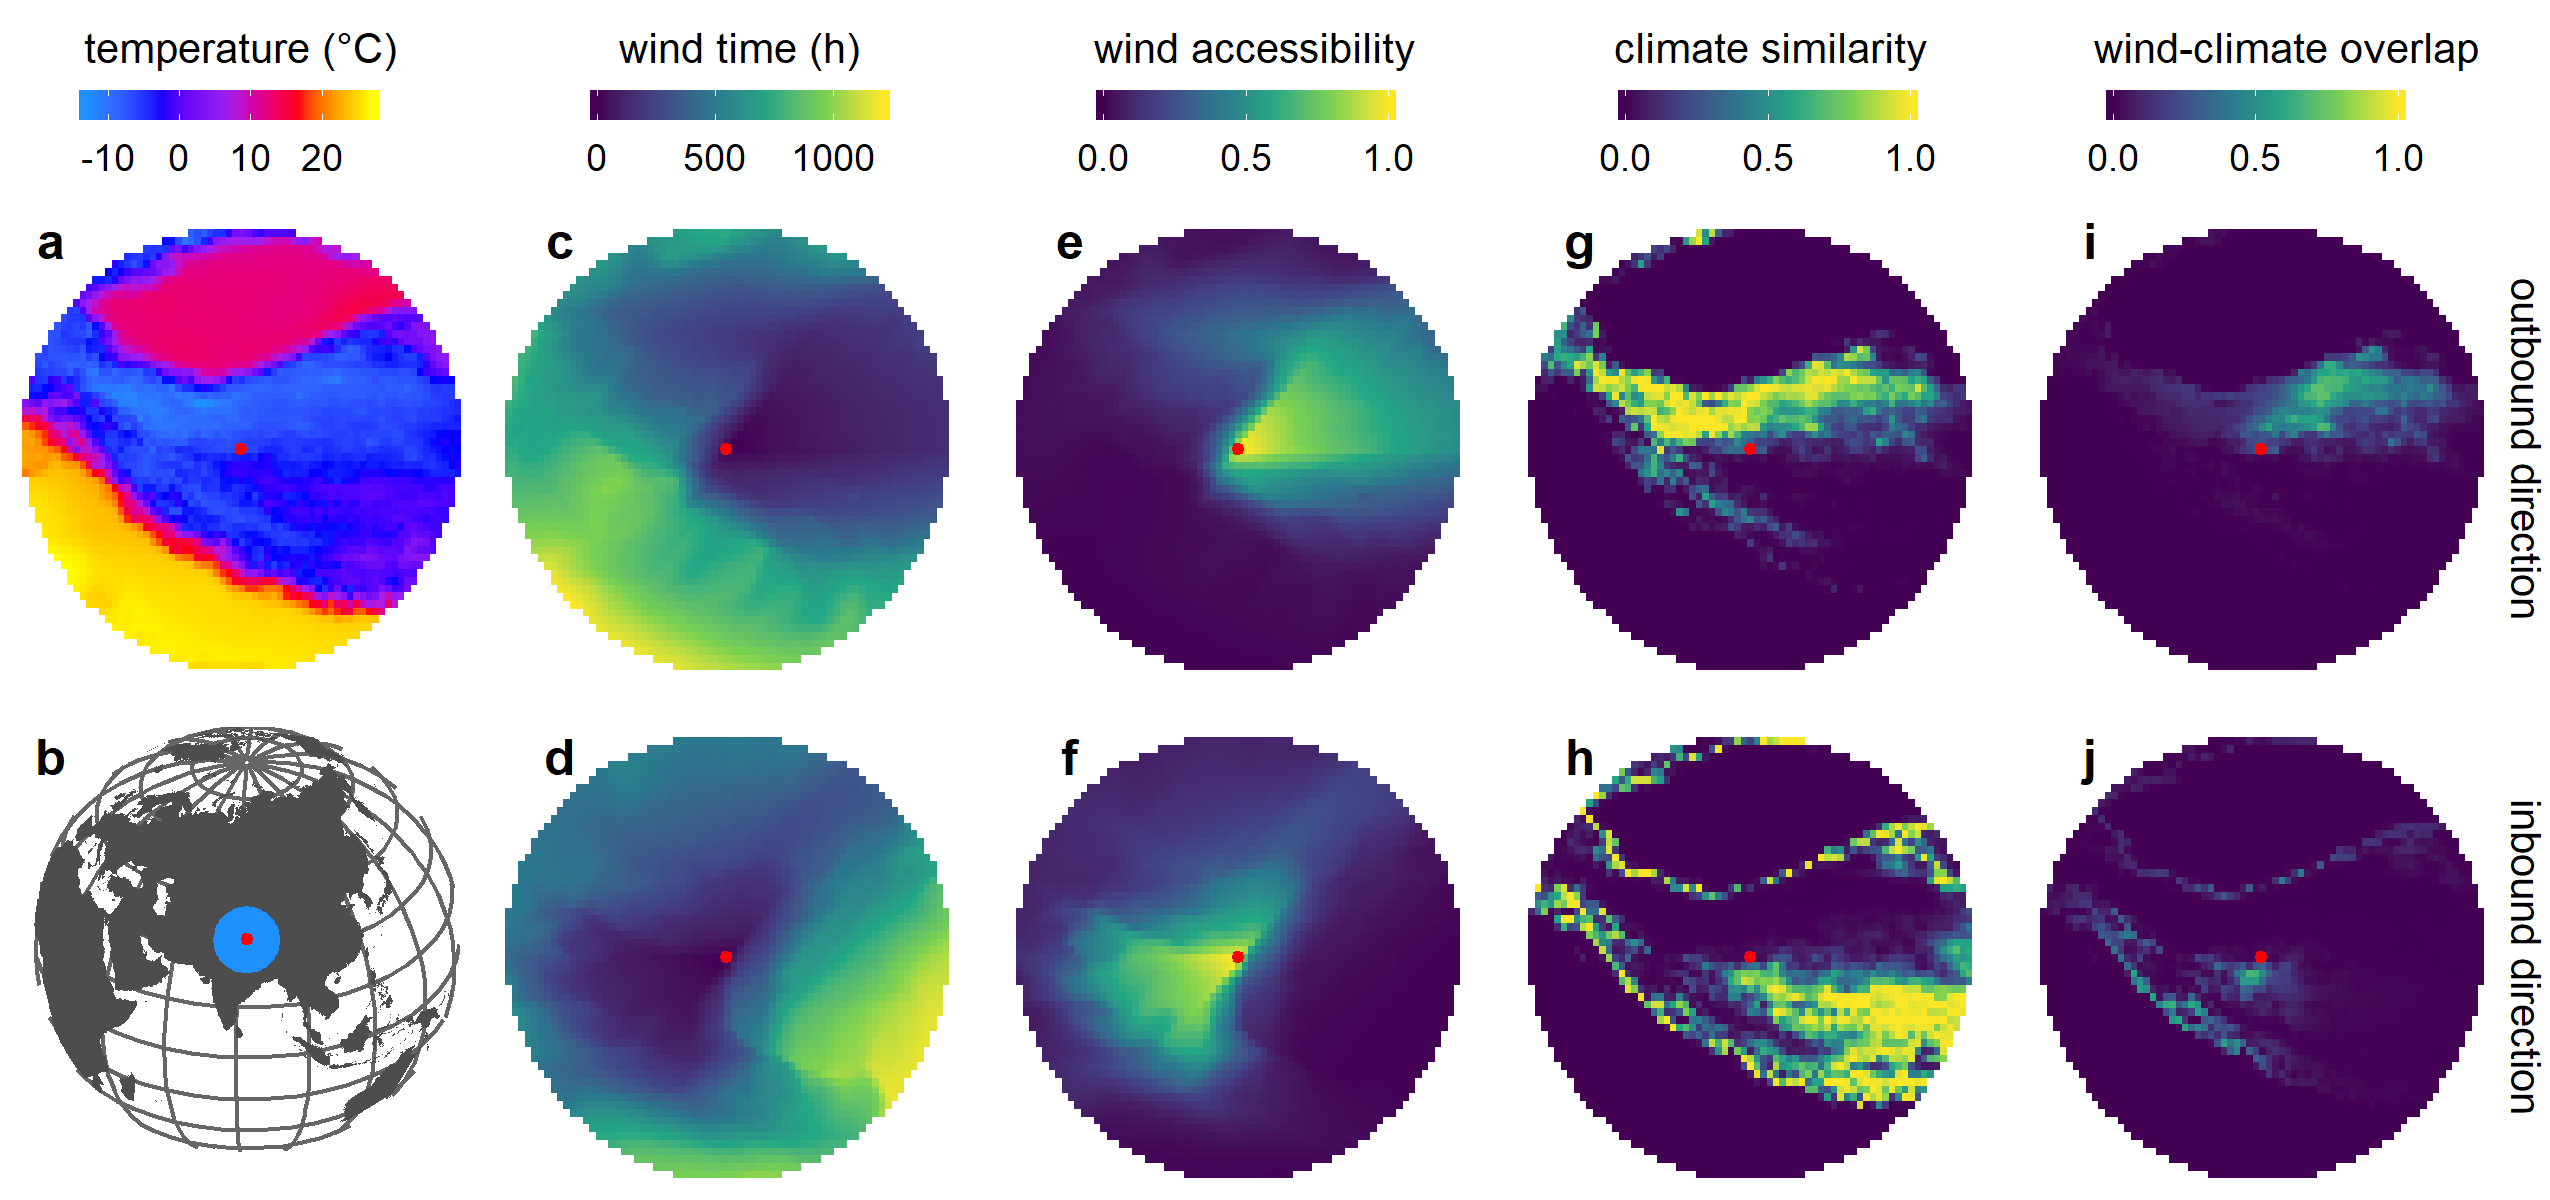 temperature (°C)
-10 0 10 20
wind time (h)
0 500 1000
wind accessibility
0.0 0.5 1.0
climate similarity
0.0 0.5 1.0
wind-climate overlap
0.0 0.5 1.0
a
c
e
g
i
outbound direction
b
d
f
h
j
inbound direction